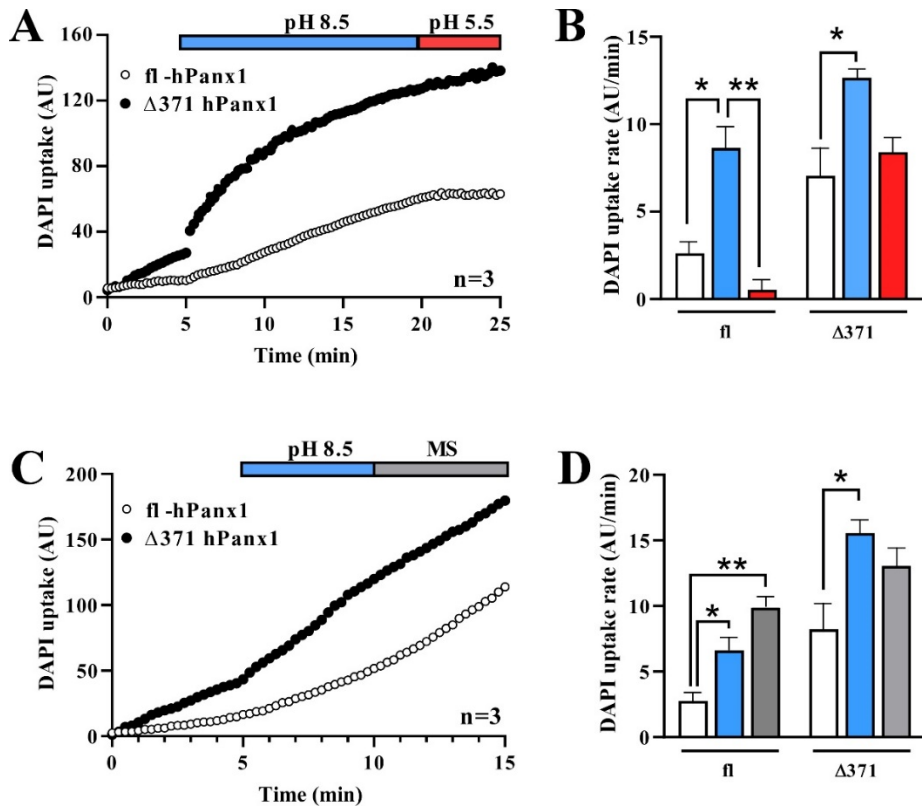 A
pH 8.5 pH 5.5
fl -hPanx1
Δ371 hPanx1
DAPI uptake (AU)
160
120
80
40
0
n=3
0 5 10 15 20 25
Time (min)
B
DAPI uptake rate (AU/min)
15
10
5
0
* **
*
fl Δ371
C
pH 8.5 MS
fl -hPanx1
Δ371 hPanx1
DAPI uptake (AU)
200
150
100
50
0
n=3
0 5 10 15
Time (min)
D
DAPI uptake rate (AU/min)
20
15
10
5
0
**
*
*
fl Δ371